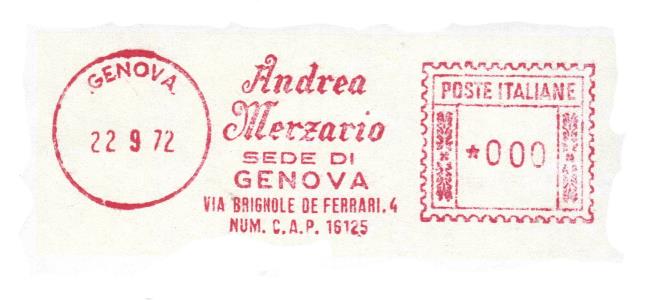 GENOVA
22 9 72
Andrea
Merzario
SEDE DI
GENOVA
VIA BRIGNOLE DE FERRARI, 4
NUM. C.A.P. 16125
POSTE ITALIANE
*000